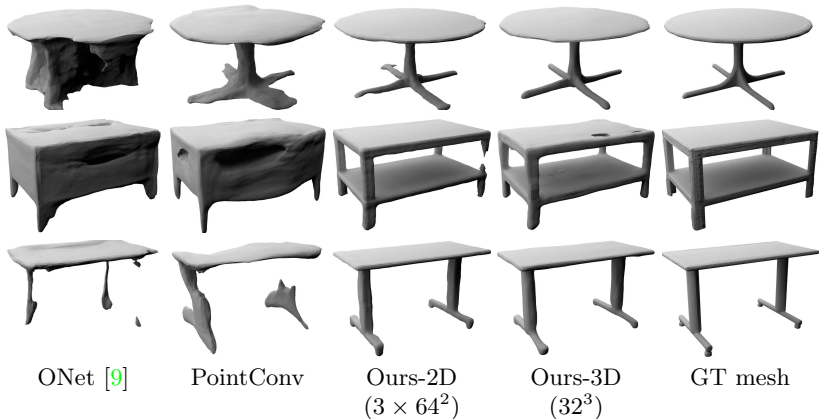 ONet [9] PointConv Ours-2D Ours-3D GT mesh
(3 × 64²) (32³)